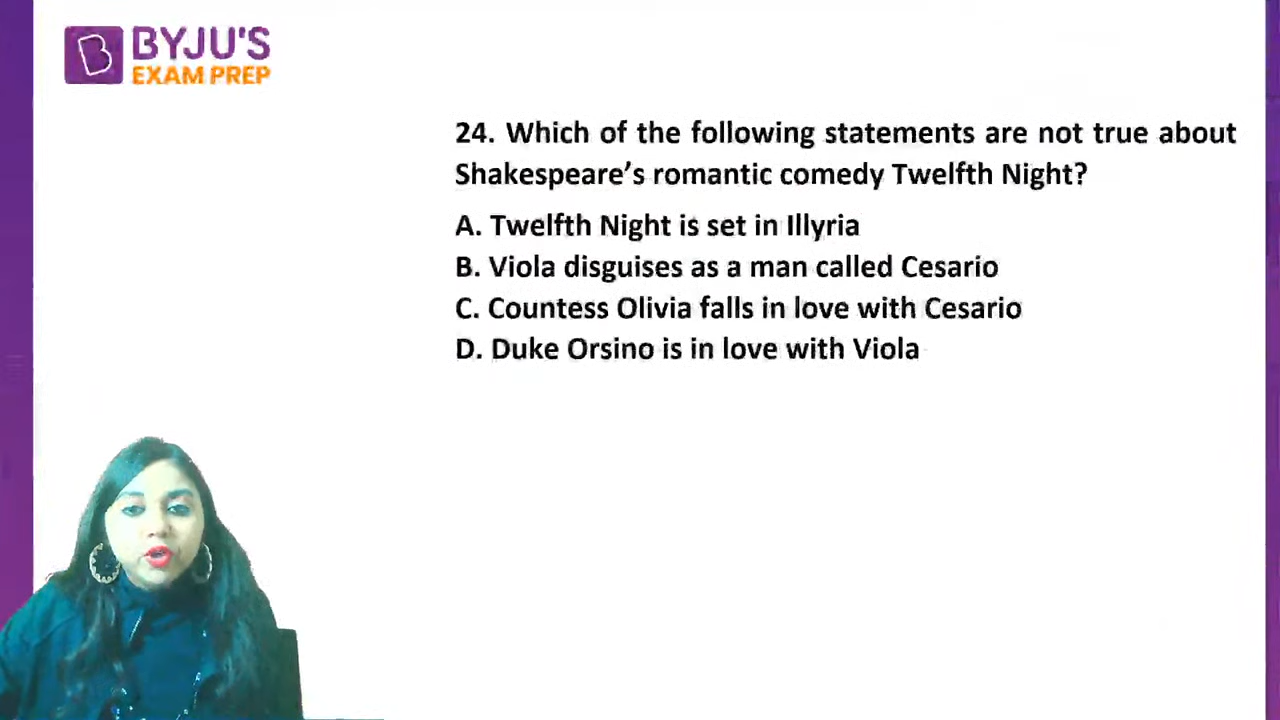 BYJU'S
EXAM PREP
24. Which of the following statements are not true about
Shakespeare’s romantic comedy Twelfth Night?
A. Twelfth Night is set in Illyria
B. Viola disguises as a man called Cesario
C. Countess Olivia falls in love with Cesario
D. Duke Orsino is in love with Viola